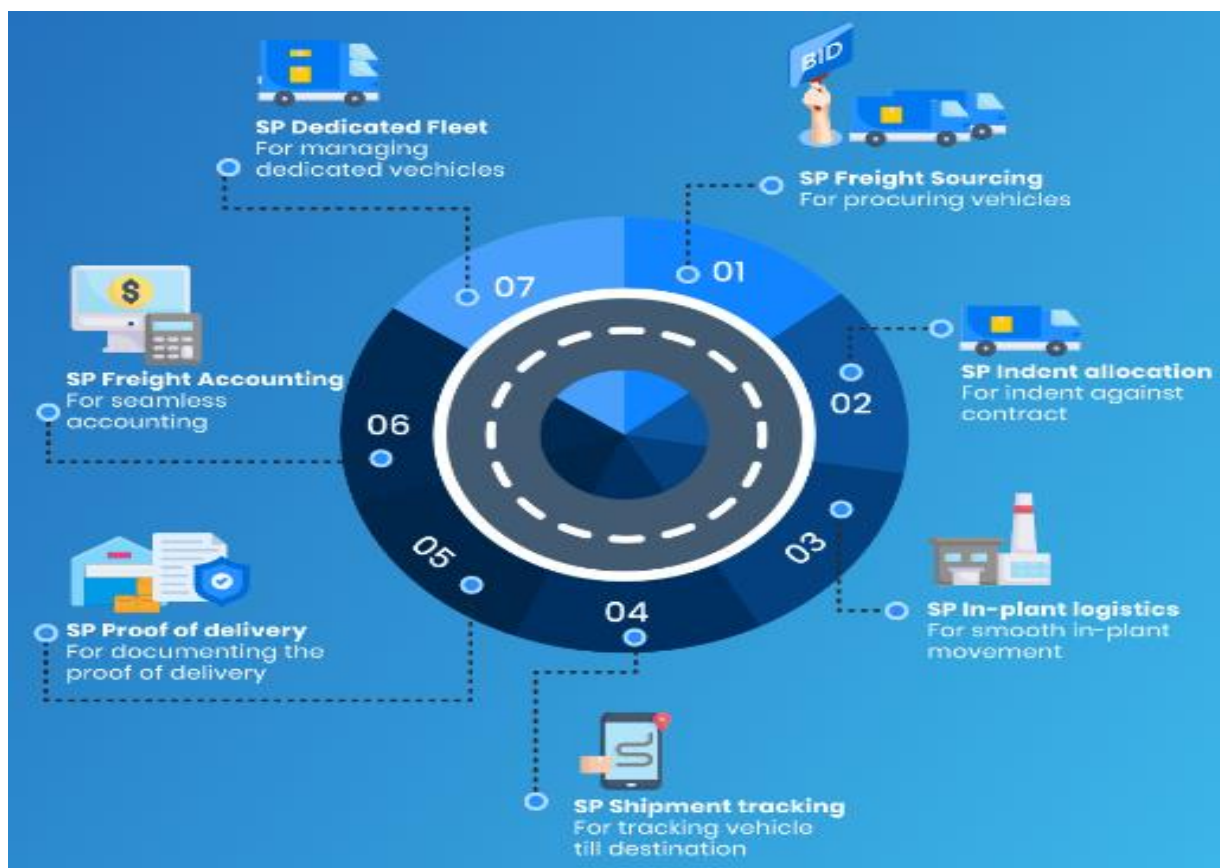 BID
SP Dedicated Fleet
For managing
dedicated vechicles
SP Freight Sourcing
For procuring vehicles
07
01
$
SP Freight Accounting
For seamless
accounting
SP Indent allocation
For indent against
contract
06
02
05
03
04
SP Proof of delivery
For documenting the
proof of delivery
SP In-plant logistics
For smooth in-plant
movement
SP Shipment tracking
For tracking vehicle
till destination